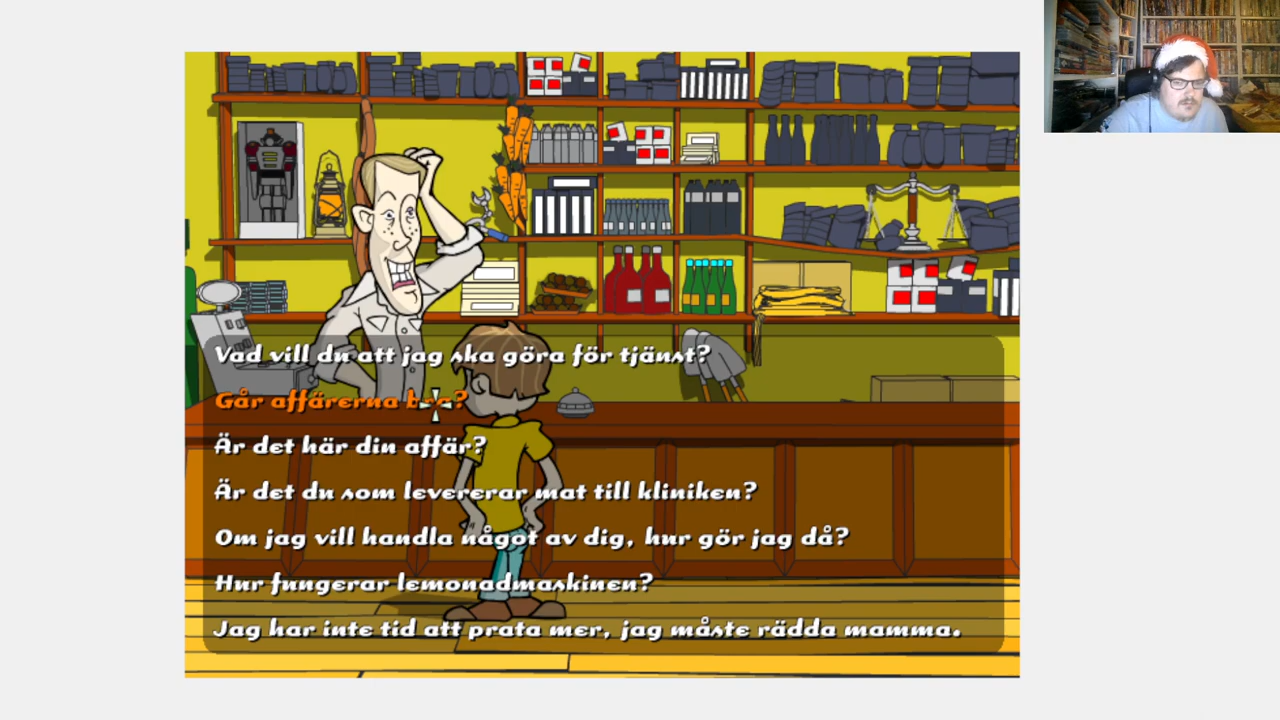 Vad vill du att jag ska göra för tjänst?
Går affärerna bra?
Är det här din affär?
Är det du som levererar mat till kliniken?
Om jag vill handla något av dig, hur gör jag då?
Hur fungerar lemonadmaskinen?
Jag har inte tid att prata mer, jag måste rädda mamma.